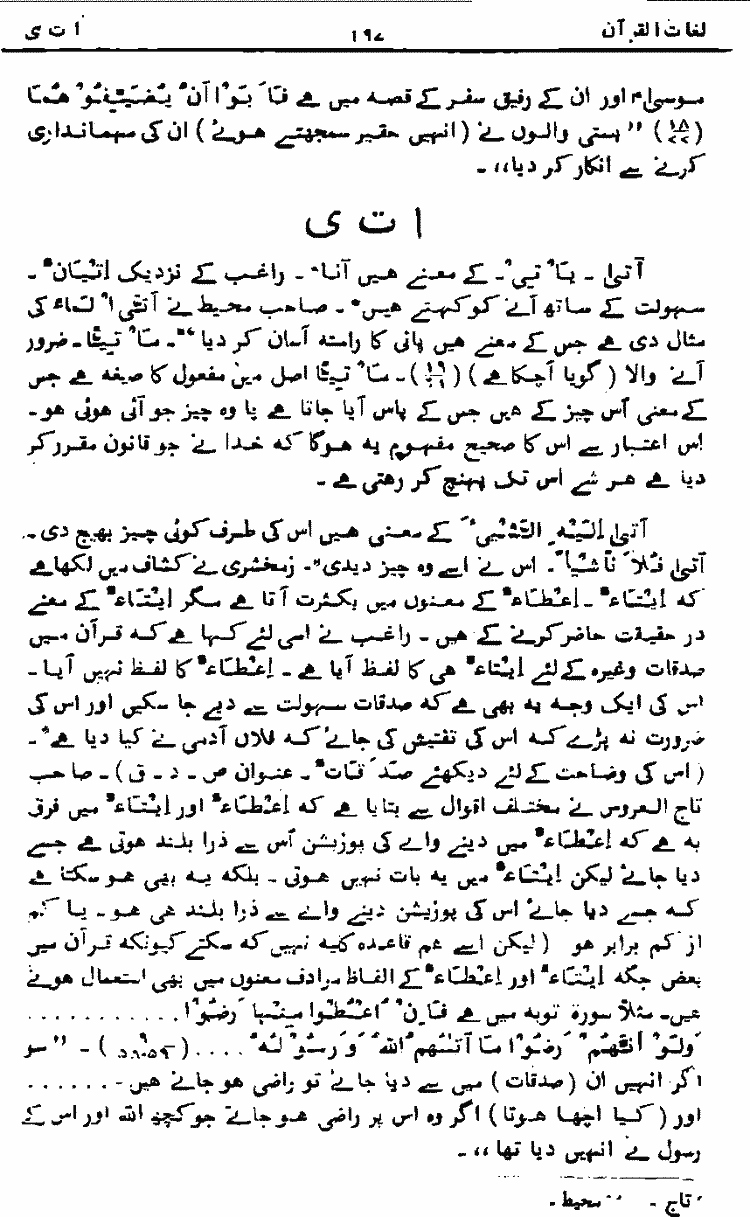 لغات القرآن ۱۹۷ ا ت ی
موسیٰؑ اور ان کے رفیق سفر کے قصہ میں ہے فَاَبَوْا اَنْ یُّضَیِّفُوْ ھُمَا
(۱۸/۷۷) ”بستی والوں نے (انہیں حقیر سمجھتے ہوئے) ان کی مہمانداری
کرنے سے انکار کر دیا“۔
ا ت ی
آتیٰ ۔ یَاْ تِیْ۔ کے معنے ہیں آنا*۔ راغب کے نزدیک اِتْیَانٌ ۔
سہولت کے ساتھ آنے کو کہتے ہیں*۔ صاحب محیط نے آتّی الْمَاءَ کی
مثال دی ہے جس کے معنے ہیں پانی کا راستہ آسان کر دیا**۔ مَاْ تِیًّا۔ ضرور
آنے والا (گویا آچکا ہے) (۱۹/۶۱)۔ مَاْ تِیًّا اصل میں مفعول کا صیغہ ہے جس
کے معنی اُس چیز کے ہیں جس کے پاس آیا جاتا ہے یا وہ چیز جو آئی ہوئی ہو۔
اس اعتبار سے اس کا صحیح مفہوم یہ ہوگا کہ خدا نے جو قانون مقرر کر
دیا ہے ہر شے اس تک پہنچ کر رہتی ہے ۔
آتیٰ اِلَیْہِ الشَّیْئَ کے معنی ہیں اس کی طرف کوئی چیز بھیج دی۔
آتیٰ فُلَا نًا شَیْاً۔ اس نے اسے وہ چیز دیدی*۔ زمخشری نے کشاف میں لکھا ہے
کہ اِیْتَاءٌ ۔ اِعْطَاءٌ کے معنوں میں بکثرت آتا ہے مگر اِیْتَاءٌ کے معنے
در حقیقت حاضر کرنے کے ہیں ۔ راغب نے اسی لئے کہا ہے کہ قرآن میں
صدقات وغیرہ کے لئے اِیْتَاءٌ ہی کا لفظ آیا ہے ۔ اِعْطَاءٌ کا لفظ نہیں آیا ۔
اس کی ایک وجہ یہ بھی ہے کہ صدقات سہولت سے دیے جا سکیں اور اس کی
ضرورت نہ پڑے کہ اس کی تفتیش کی جائے کہ فلاں آدمی نے کیا دیا ہے*۔
(اس کی وضاحت کے لئے دیکھئے صَدَ قَاتٌ ۔ عنوان ص ۔ د ۔ ق)۔ صاحب
تاج العروس نے مختلف اقوال سے بتایا ہے کہ اِعْطَاءٌ اور اِیْتَاءٌ میں فرق
یہ ہے کہ اِعْطَاءٌ میں دینے والے کی پوزیشن اُس سے ذرا بلند ہوتی ہے جسے
دیا جائے لیکن اِیْتَاءٌ میں یہ بات نہیں ہوتی ۔ بلکہ یہ بھی ہو سکتا ہے
کہ جسے دیا جائے اس کی پوزیشن دینے والے سے ذرا بلند ہی ہو ۔ یا کم
از کم برابر ہو (لیکن اسے ہم قاعدہ کلیہ نہیں کہ سکتے کیونکہ قرآن میں
بعض جگہ اِیْتَاءٌ اور اِعْطَاءٌ کے الفاظ مرادف معنوں میں بھی استعمال ہوئے
ہیں۔ مثلاً سورۃ توبہ میں ہے فَاِنْ اُعْطُوْا مِنْہَا رَضُوْا . . . . . . . . . . . .
وَلَوْ اَنَّھُمْ رَضُوْا مَا آتٰىھُمُ اللّٰہُ وَ رَسُوْ لُہٗ . . . . (۹/۵۸،۵۹) ۔ ”سو
اگر انہیں ان (صدقات) میں سے دیا جائے تو راضی ہو جاتے ہیں ۔ . . . . . .
اور (کیا اچھا ہوتا) اگر وہ اس پر راضی ہو جاتے جو کچھ اللہ اور اس کے
رسول نے انہیں دیا تھا“۔
*تاج ۔ **محیط ۔